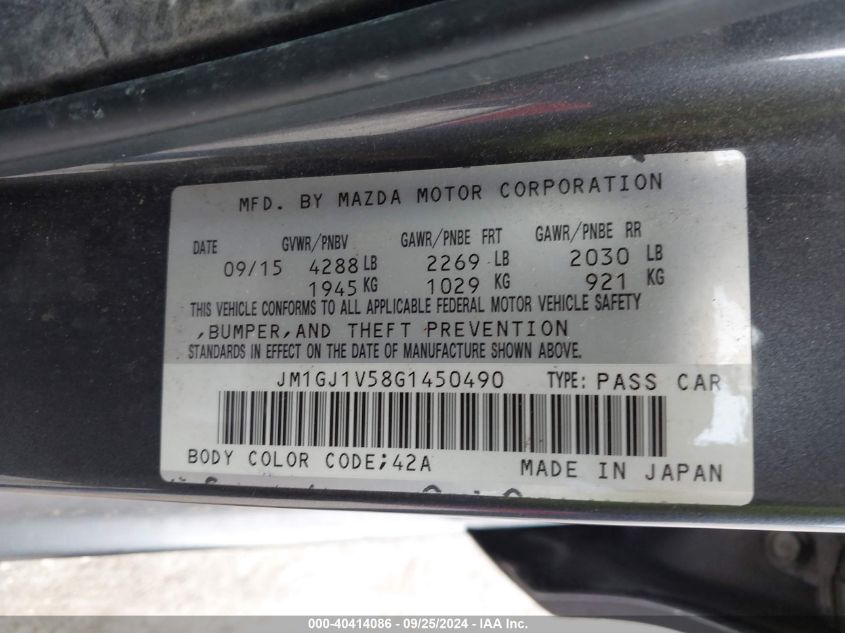 MFD. BY MAZDA MOTOR CORPORATION
DATE GVWR/PNBV GAWR/PNBE FRT GAWR/PNBE RR
09/15 4288 LB 2269 LB 2030 LB
1945 KG 1029 KG 921 KG
THIS VEHICLE CONFORMS TO ALL APPLICABLE FEDERAL MOTOR VEHICLE SAFETY
,BUMPER,AND THEFT PREVENTION
STANDARDS IN EFFECT ON THE DATE OF MANUFACTURE SHOWN ABOVE.
JM1GJ1V58G1450490 TYPE: PASS CAR
BODY COLOR CODE;42A MADE IN JAPAN
000-40414086 - 09/25/2024 - IAA Inc.